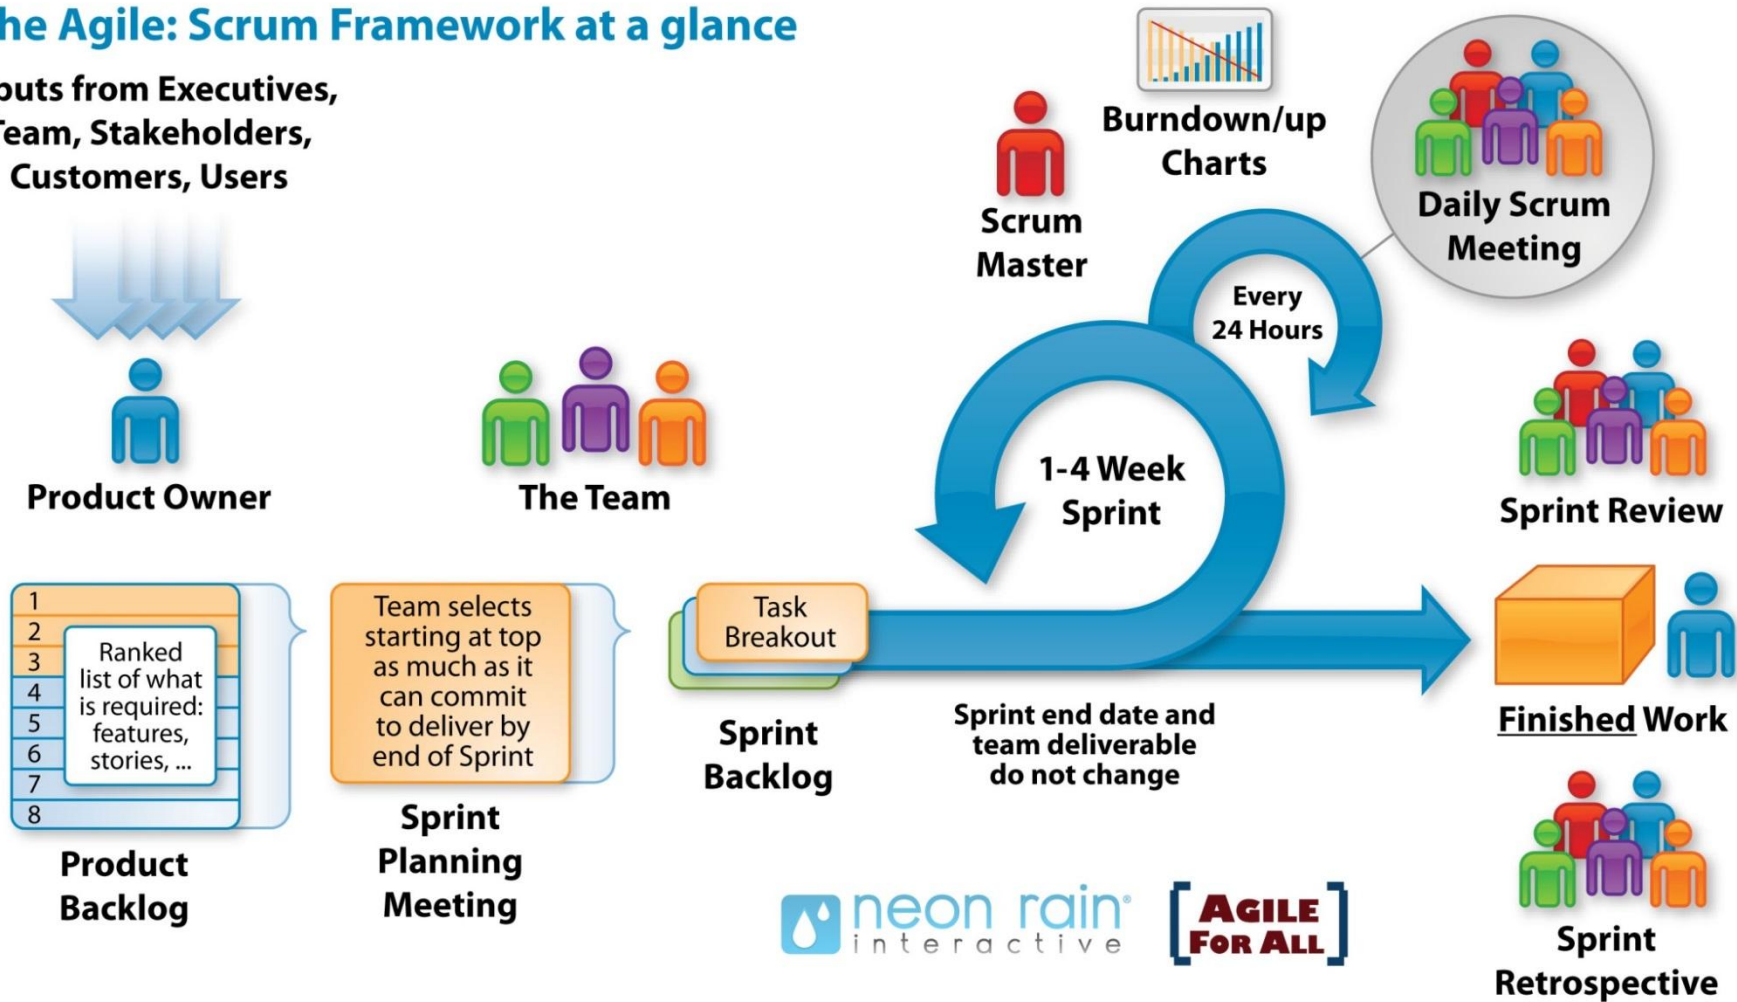 he Agile: Scrum Framework at a glance
puts from Executives,
Team, Stakeholders,
Customers, Users
Product Owner
The Team
Scrum
Master
Burndown/up
Charts
Daily Scrum
Meeting
Every
24 Hours
1-4 Week
Sprint
Sprint Review
1
2
3
4
5
6
7
8
Ranked
list of what
is required:
features,
stories, ...
Product
Backlog
Team selects
starting at top
as much as it
can commit
to deliver by
end of Sprint
Sprint
Planning
Meeting
Task
Breakout
Sprint
Backlog
Sprint end date and
team deliverable
do not change
Finished Work
Sprint
Retrospective
neon rain®
interactive
AGILE
FOR ALL